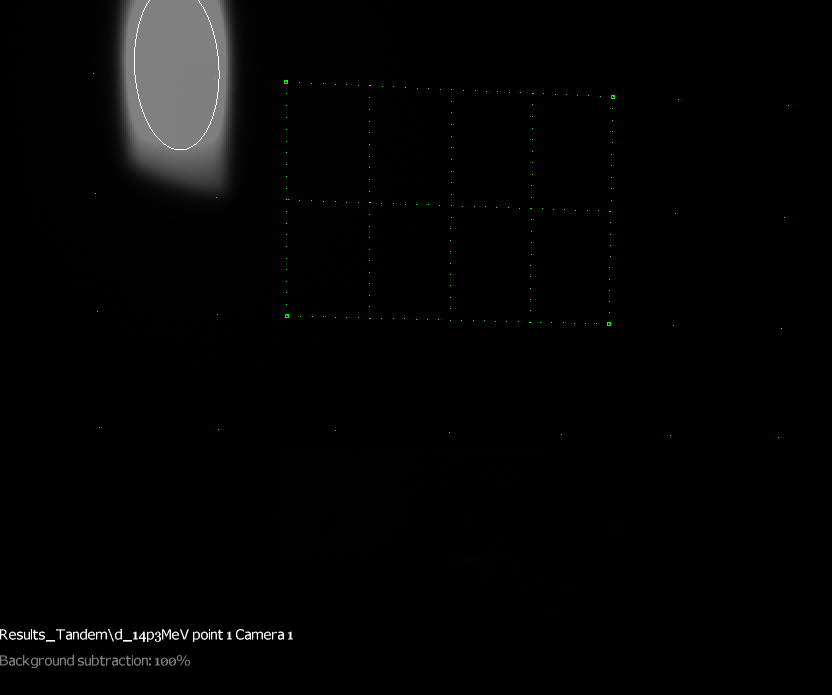 Results_Tandem\d_14p3MeV point 1 Camera 1
Background subtraction: 100%